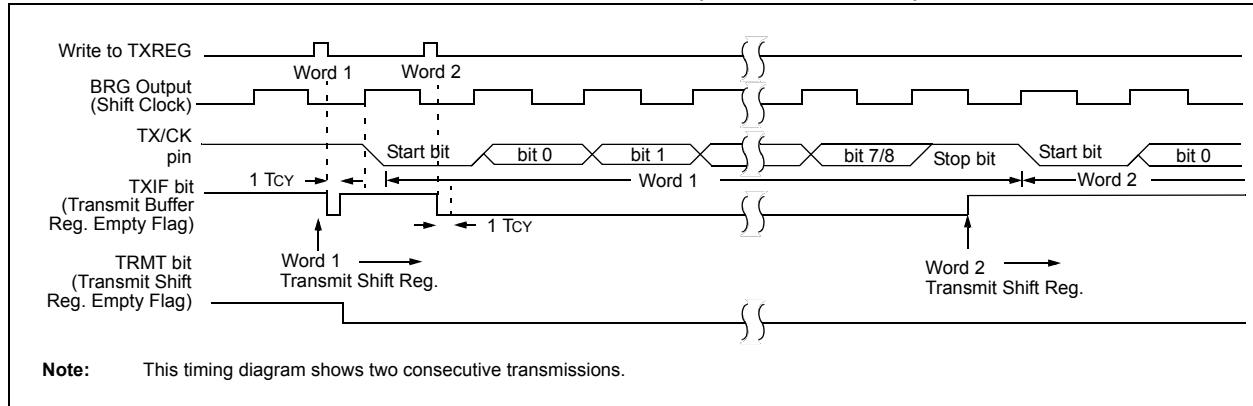 Write to TXREG
Word 1
Word 2
BRG Output
(Shift Clock)
TX/CK
pin
Start bit
bit 0
bit 1
bit 7/8
Stop bit
Start bit
bit 0
1 TCY
Word 1
Word 2
TXIF bit
(Transmit Buffer
Reg. Empty Flag)
1 TCY
Word 1
Transmit Shift Reg.
Word 2
Transmit Shift Reg.
TRMT bit
(Transmit Shift
Reg. Empty Flag)
Note: This timing diagram shows two consecutive transmissions.